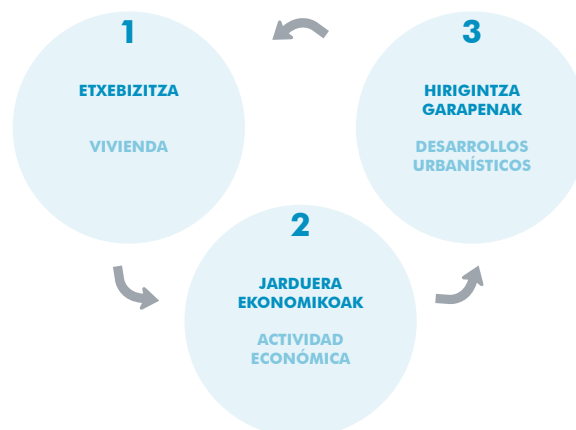 1
ETXEBIZITZA
VIVIENDA
2
JARDUERA
EKONOMIKOAK
ACTIVIDAD
ECONÓMICA
3
HIRIGINTZA
GARAPENAK
DESARROLLOS
URBANÍSTICOS